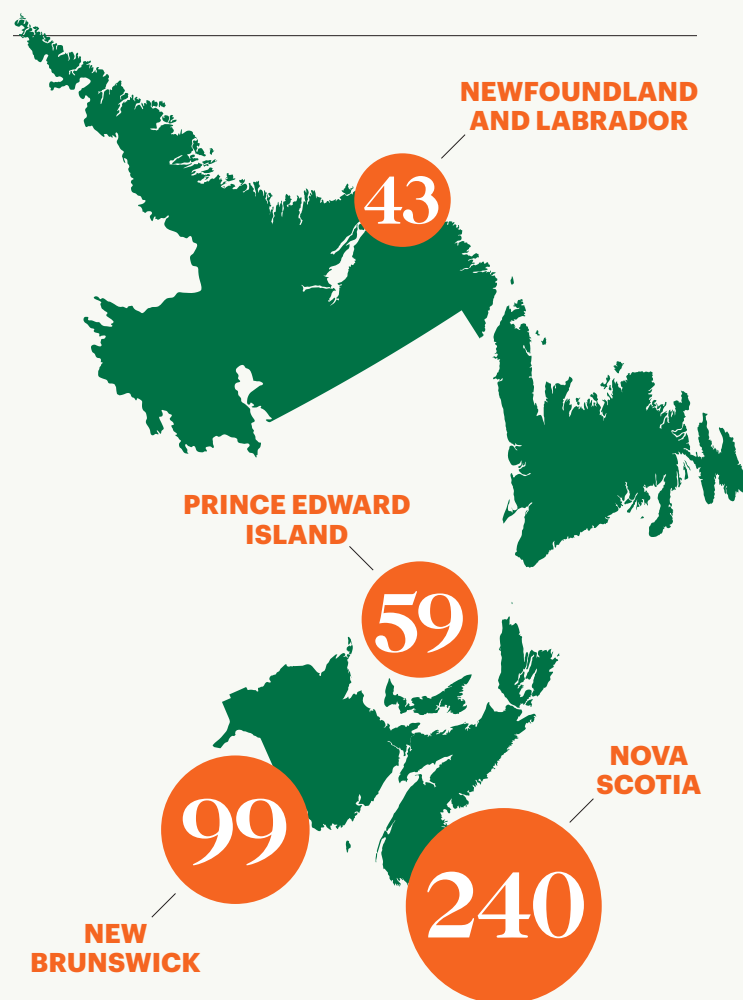 NEWFOUNDLAND
AND LABRADOR
43
PRINCE EDWARD
ISLAND
59
NOVA
SCOTIA
99
240
NEW
BRUNSWICK